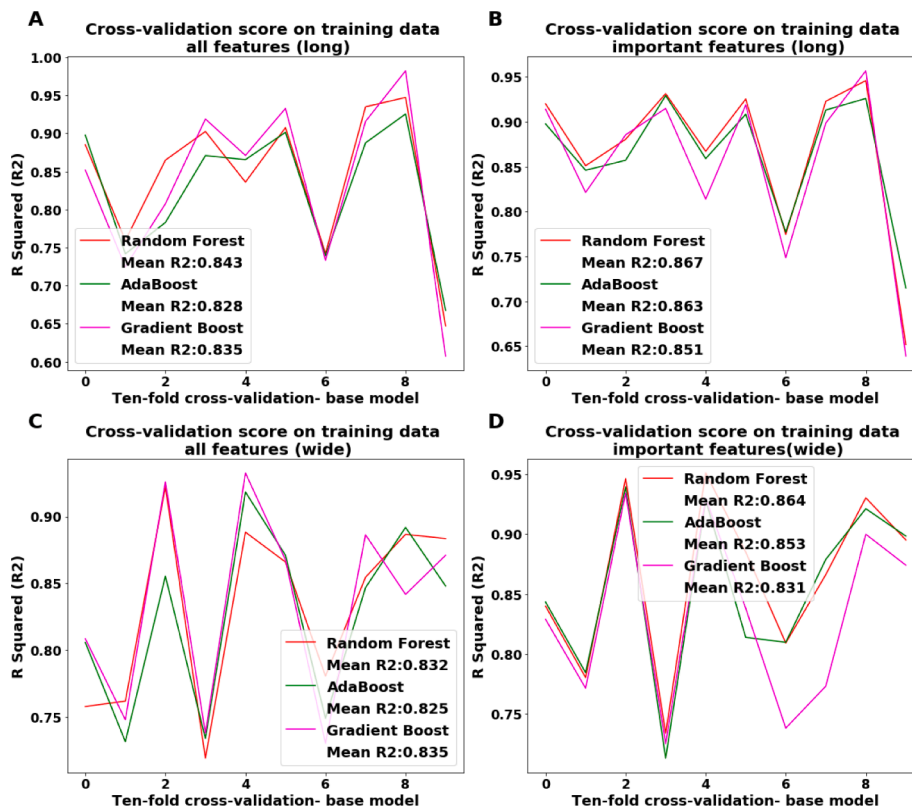 A
Cross-validation score on training data
all features (long)
R Squared (R2)
1.00
0.95
0.90
0.85
0.80
0.75
0.70
0.65
0.60
Random Forest
Mean R2:0.843
AdaBoost
Mean R2:0.828
Gradient Boost
Mean R2:0.835
0 2 4 6 8
Ten-fold cross-validation- base model
B
Cross-validation score on training data
important features (long)
R Squared (R2)
0.95
0.90
0.85
0.80
0.75
0.70
0.65
Random Forest
Mean R2:0.867
AdaBoost
Mean R2:0.863
Gradient Boost
Mean R2:0.851
0 2 4 6 8
Ten-fold cross-validation- base model
C
Cross-validation score on training data
all features (wide)
R Squared (R2)
0.90
0.85
0.80
0.75
Random Forest
Mean R2:0.832
AdaBoost
Mean R2:0.825
Gradient Boost
Mean R2:0.835
0 2 4 6 8
Ten-fold cross-validation- base model
D
Cross-validation score on training data
important features(wide)
R Squared (R2)
0.95
0.90
0.85
0.80
0.75
Random Forest
Mean R2:0.864
AdaBoost
Mean R2:0.853
Gradient Boost
Mean R2:0.831
0 2 4 6 8
Ten-fold cross-validation- base model